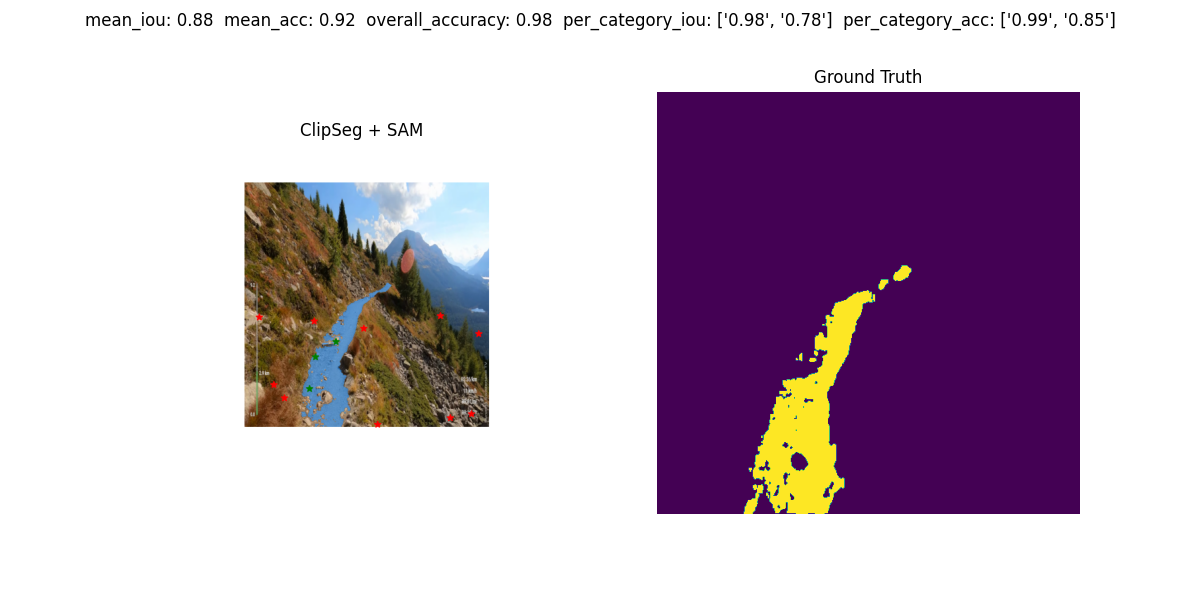 mean_iou: 0.88  mean_acc: 0.92  overall_accuracy: 0.98  per_category_iou: ['0.98', '0.78']  per_category_acc: ['0.99', '0.85']
Ground Truth
ClipSeg + SAM